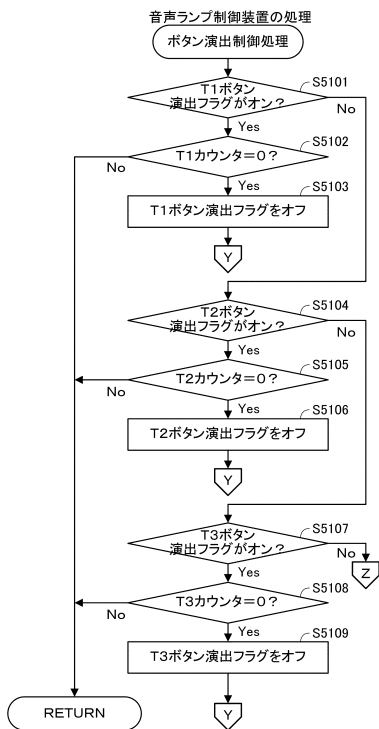 音声ランプ制御装置の処理
ボタン演出制御処理
S5101
T1ボタン
演出フラグがオン?
No
Yes
S5102
T1カウンタ=0?
No
Yes
S5103
T1ボタン演出フラグをオフ
Y
S5104
T2ボタン
演出フラグがオン?
No
Yes
S5105
T2カウンタ=0?
No
Yes
S5106
T2ボタン演出フラグをオフ
Y
S5107
T3ボタン
演出フラグがオン?
No
Yes
Z
S5108
T3カウンタ=0?
No
Yes
S5109
T3ボタン演出フラグをオフ
RETURN
Y